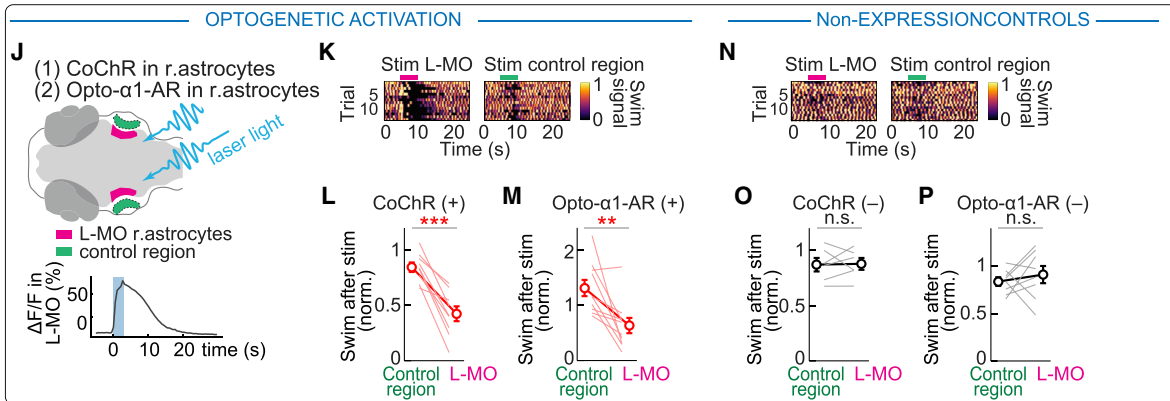 OPTOGENETIC ACTIVATION
Non-EXPRESSIONCONTROLS
J
(1) CoChR in r.astrocytes
(2) Opto-α1-AR in r.astrocytes
laser light
L-MO r.astrocytes
control region
ΔF/F in
L-MO (%)
50
0
0 10 20 time (s)
K
Stim L-MO Stim control region
Trial
5
10
0 10 20 0 10 20
Time (s)
1
0
Swim
signal
N
Stim L-MO Stim control region
Trial
5
10
0 10 20 0 10 20
Time (s)
1
0
Swim
signal
L
CoChR (+)
***
Swim after stim
(norm.)
1
0.5
0
Control
region
L-MO
M
Opto-α1-AR (+)
**
Swim after stim
(norm.)
2
1
0
Control
region
L-MO
O
CoChR (–)
n.s.
Swim after stim
(norm.)
1
0.5
0
Control
region
L-MO
P
Opto-α1-AR (–)
n.s.
Swim after stim
(norm.)
1
0
Control
region
L-MO